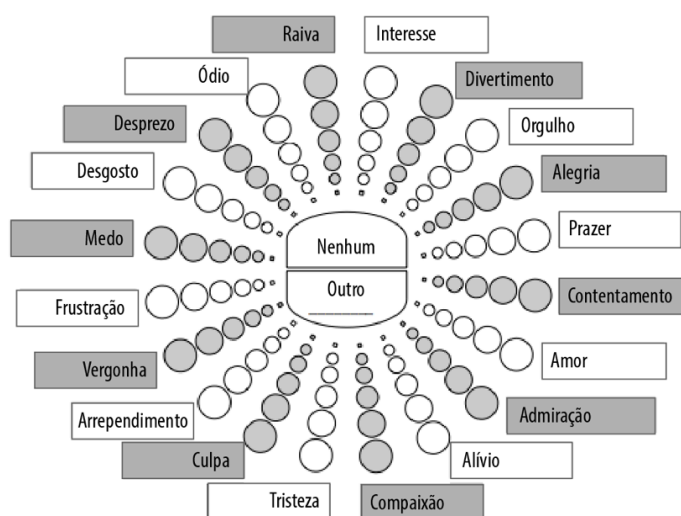 Raiva
Interesse
Ódio
Divertimento
Desprezo
Orgulho
Desgosto
Alegria
Medo
Prazer
Nenhum
Outro
Frustração
Contentamento
Vergonha
Amor
Arrependimento
Admiração
Culpa
Alívio
Tristeza
Compaixão